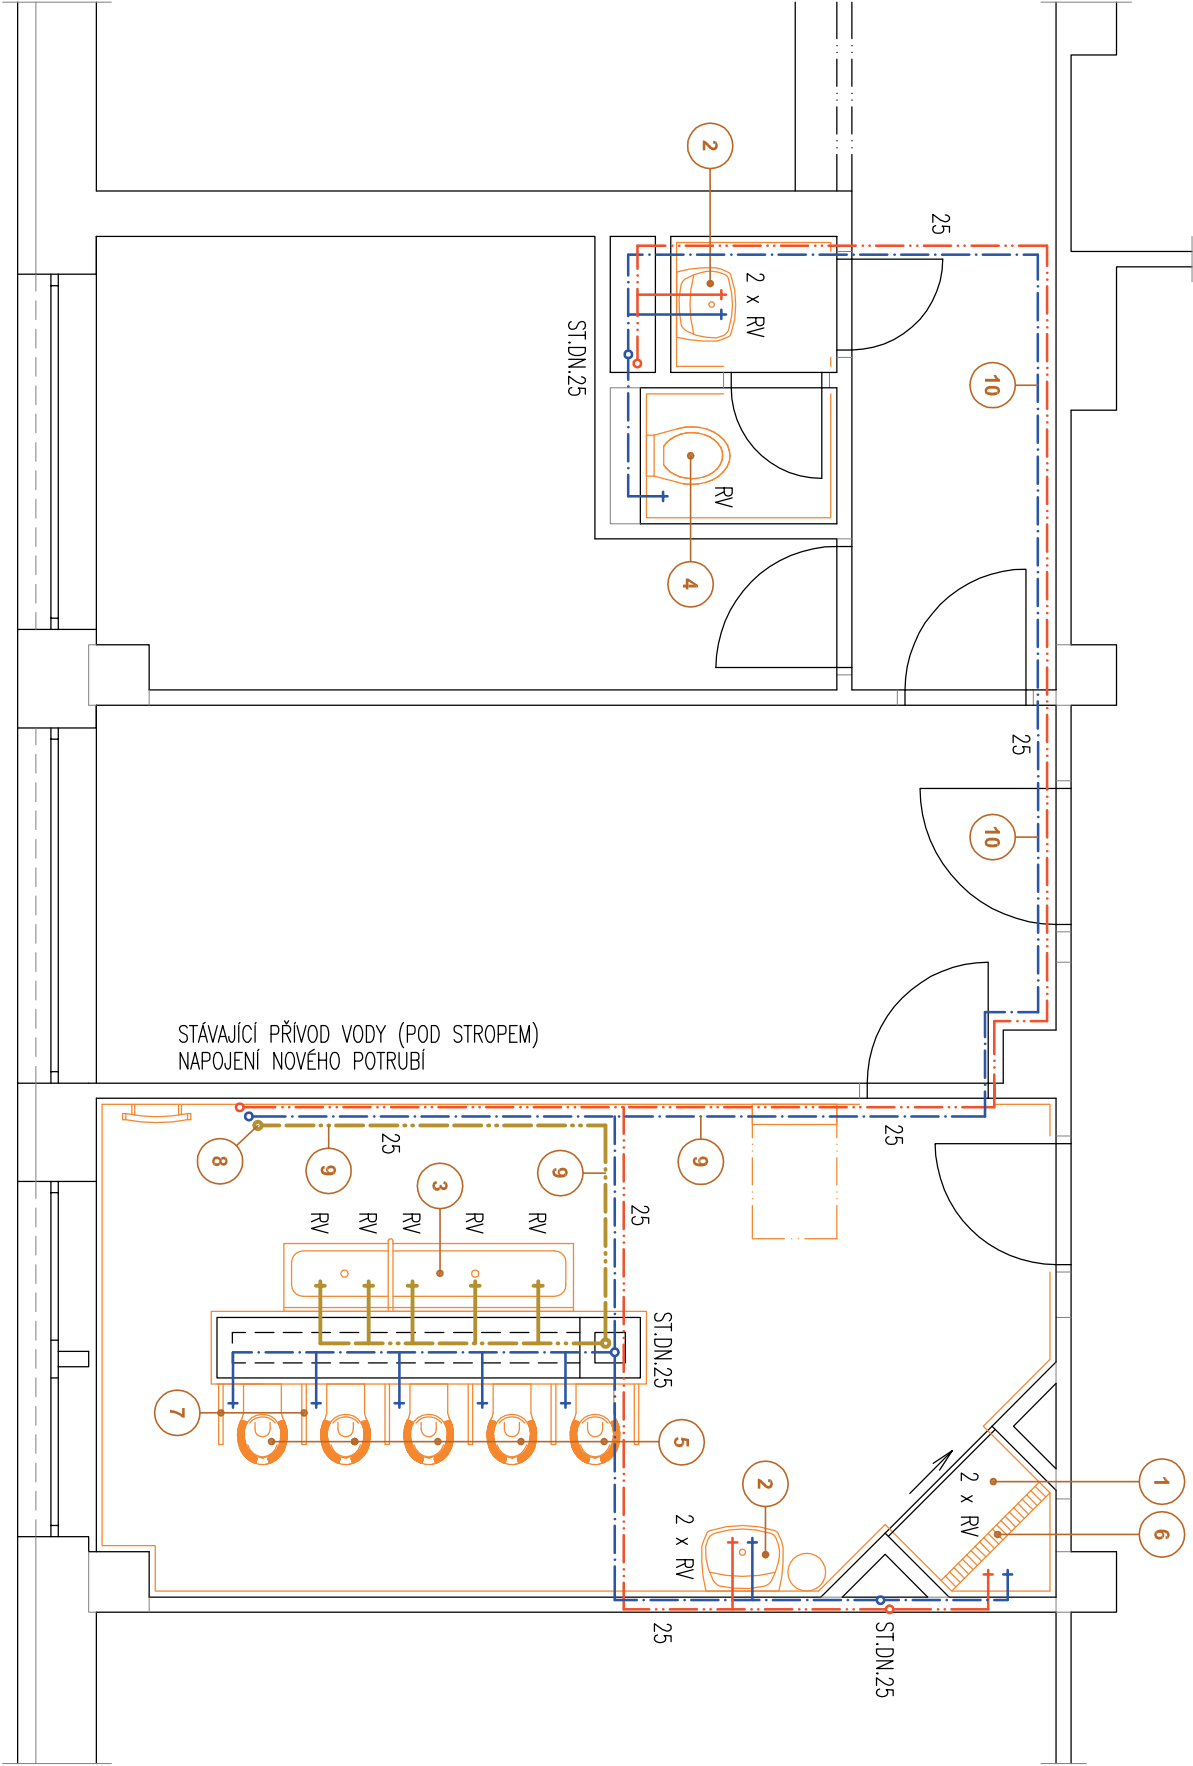 2
25
2 x RV
ST.DN.25
10
RV
4
25
10
STÁVAJÍCÍ PŘÍVOD VODY (POD STROPEM)
NAPOJENÍ NOVÉHO POTRUBÍ
25
25
8
9
9
9
3
25
RV
RV
RV
RV
RV
ST.DN.25
7
5
2
1
6
2 x RV
2 x RV
25
ST.DN.25